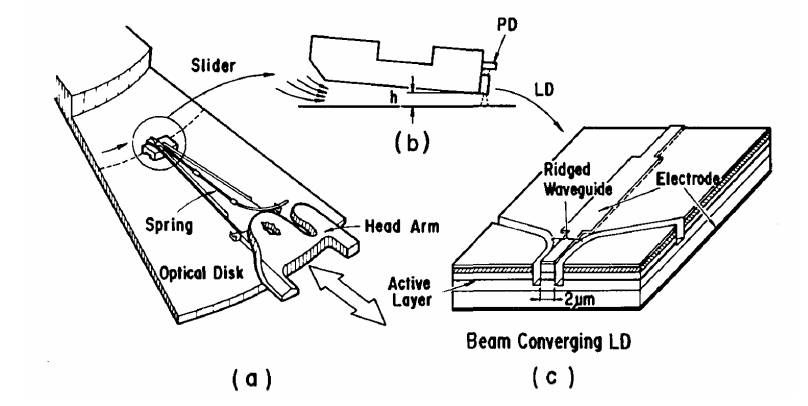 Slider
Spring
Optical Disk
Head Arm
(a)
PD
LD
h
(b)
Ridged
Waveguide
Electrode
Active
Layer
2μm
Beam Converging LD
(c)